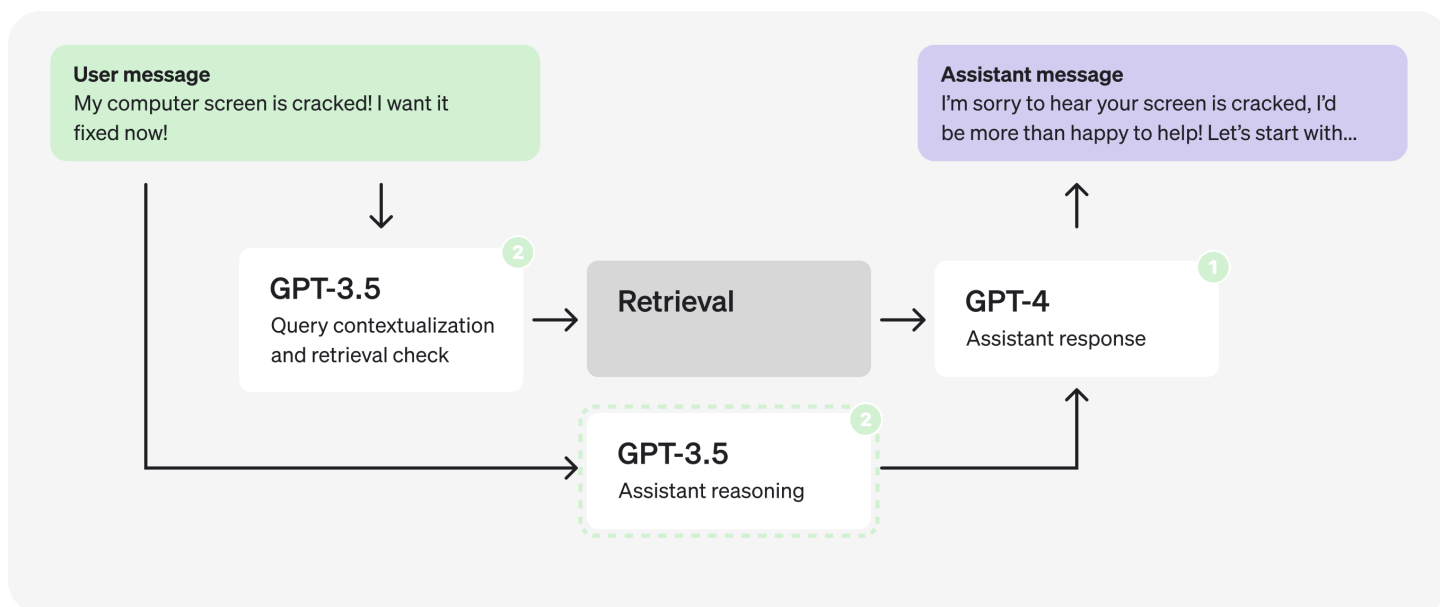 User message
My computer screen is cracked! I want it
fixed now!
Assistant message
I’m sorry to hear your screen is cracked, I’d
be more than happy to help! Let’s start with...
2
GPT-3.5
Query contextualization
and retrieval check
Retrieval
1
GPT-4
Assistant response
2
GPT-3.5
Assistant reasoning